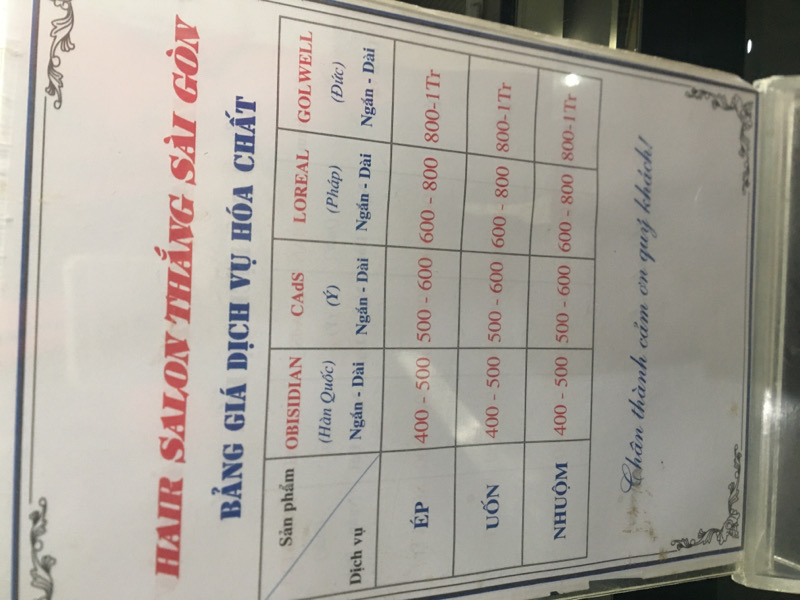 HAIR SALON THẮNG SÀI GÒN
BẢNG GIÁ DỊCH VỤ HÓA CHẤT
Sản phẩm
Dịch vụ
OBISIDIAN CAdS LOREAL GOLWELL
(Hàn Quốc) (Ý) (Pháp) (Đức)
Ngắn - Dài Ngắn - Dài Ngắn - Dài Ngắn - Dài
ÉP 400 - 500 500 - 600 600 - 800 800-1Tr
UỐN 400 - 500 500 - 600 600 - 800 800-1Tr
NHUỘM 400 - 500 500 - 600 600 - 800 800-1Tr
Chân thành cảm ơn quý khách!